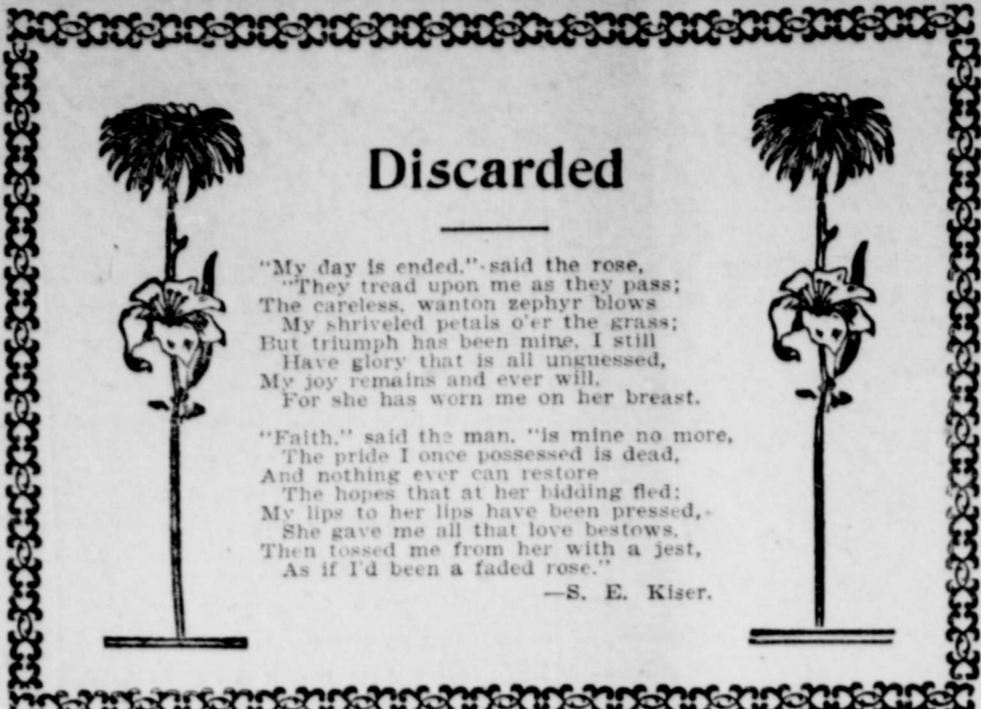 Discarded
"My day is ended," said the rose,
"They tread upon me as they pass;
The careless, wanton zephyr blows
My shriveled petals o'er the grass;
But triumph has been mine, I still
Have glory that is all unguessed,
My joy remains and ever will,
For she has worn me on her breast.
"Faith," said the man, "is mine no more,
The pride I once possessed is dead,
And nothing ever can restore
The hopes that at her bidding fled;
My lips to her lips have been pressed,
She gave me all that love bestows,
Then tossed me from her with a jest,
As if I'd been a faded rose."
—S. E. Kiser.